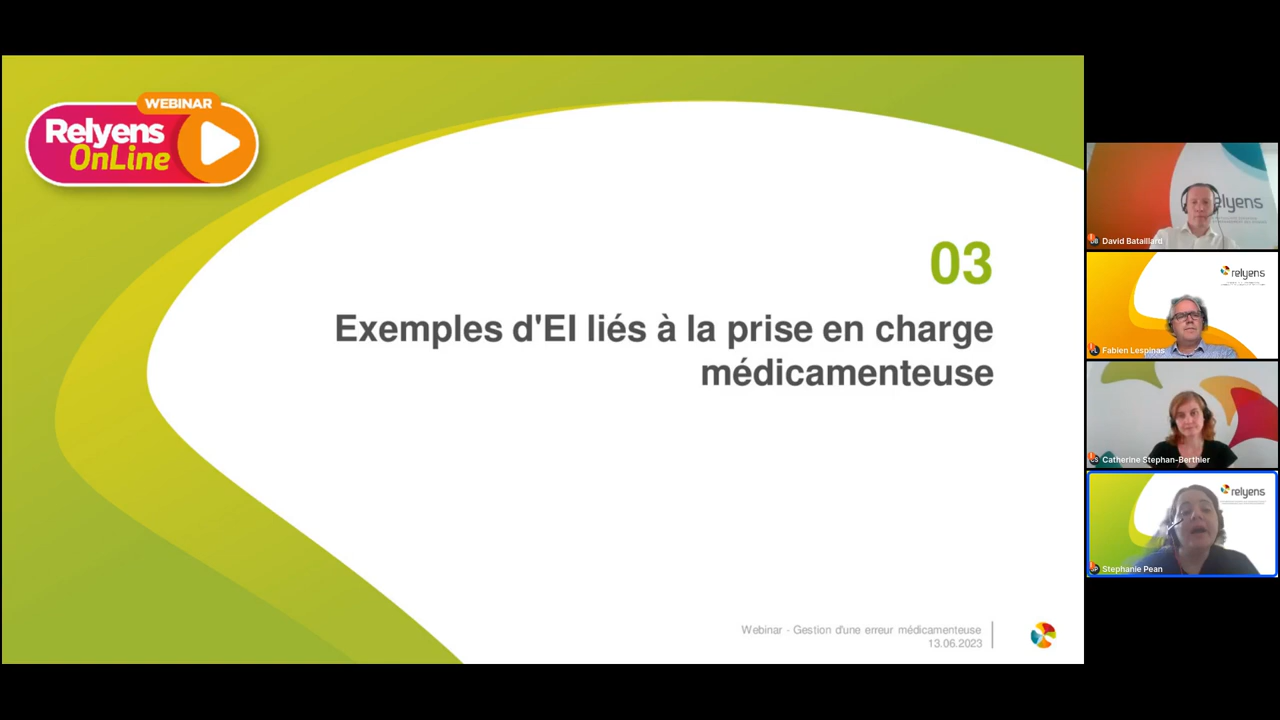 WEBINAR
Relyens
OnLine
03
Exemples d'EI liés à la prise en charge
médicamenteuse
Webinar - Gestion d'une erreur médicamenteuse
13.06.2023
relyens
David Bataillard
relyens
Fabien Lespinas
Catherine Stephan-Berthier
relyens
Stephanie Pean